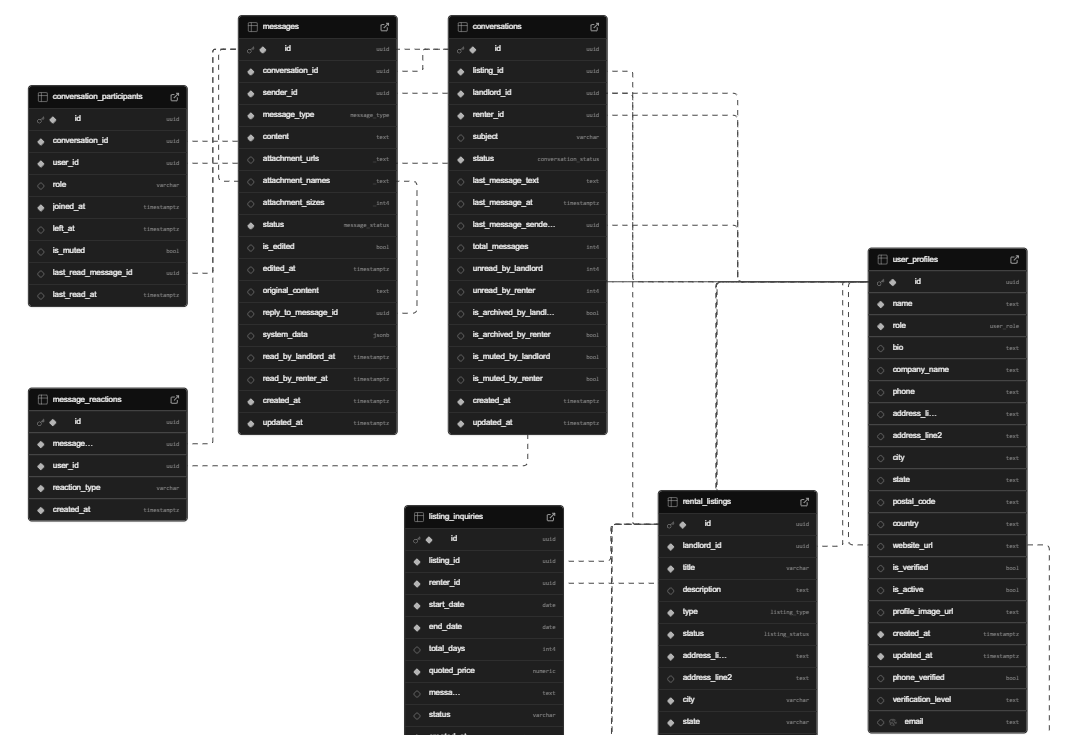 messages
id uuid
conversation_id uuid
sender_id uuid
message_type message_type
content text
attachment_urls _text
attachment_names _text
attachment_sizes _int4
status message_status
is_edited bool
edited_at timestamptz
original_content text
reply_to_message_id uuid
system_data jsonb
read_by_landlord_at timestamptz
read_by_renter_at timestamptz
created_at timestamptz
updated_at timestamptz
conversations
id uuid
listing_id uuid
landlord_id uuid
renter_id uuid
subject varchar
status conversation_status
last_message_text text
last_message_at timestamptz
last_message_sende... uuid
total_messages int4
unread_by_landlord int4
unread_by_renter int4
is_archived_by_landl... bool
is_archived_by_renter bool
is_muted_by_landlord bool
is_muted_by_renter bool
created_at timestamptz
updated_at timestamptz
conversation_participants
id uuid
conversation_id uuid
user_id uuid
role varchar
joined_at timestamptz
left_at timestamptz
is_muted bool
last_read_message_id uuid
last_read_at timestamptz
user_profiles
id uuid
name text
role user_role
bio text
company_name text
phone text
address_li... text
address_line2 text
city text
state text
postal_code text
country text
website_url text
is_verified bool
is_active bool
profile_image_url text
created_at timestamptz
updated_at timestamptz
phone_verified bool
verification_level text
email text
message_reactions
id uuid
message... uuid
user_id uuid
reaction_type varchar
created_at timestamptz
listing_inquiries
id uuid
listing_id uuid
renter_id uuid
start_date date
end_date date
total_days int4
quoted_price numeric
messa... text
status varchar
rental_listings
id uuid
landlord_id uuid
title varchar
description text
type listing_type
status listing_status
address_li... text
address_line2 text
city varchar
state varchar